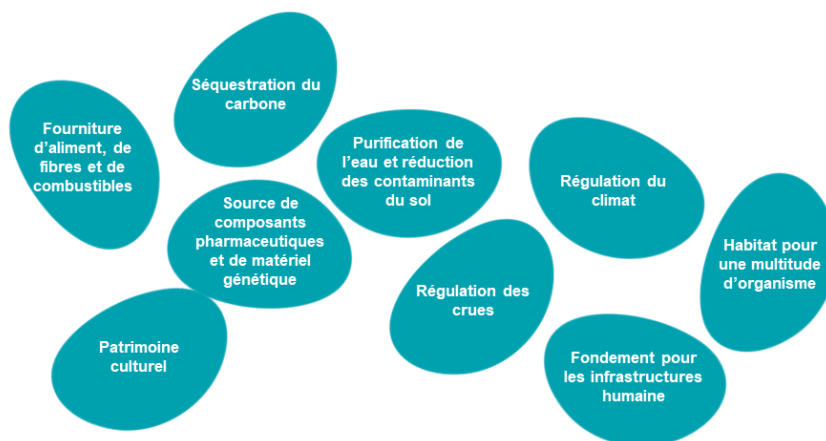 Séquestration du
carbone
Fourniture
d'aliment, de
fibres et de
combustibles
Purification de
l'eau et réduction
des contaminants
du sol
Régulation du
climat
Source de
composants
pharmaceutiques
et de matériel
génétique
Habitat pour
une multitude
d'organisme
Régulation des
crues
Patrimoine
culturel
Fondement pour
les infrastructures
humaine